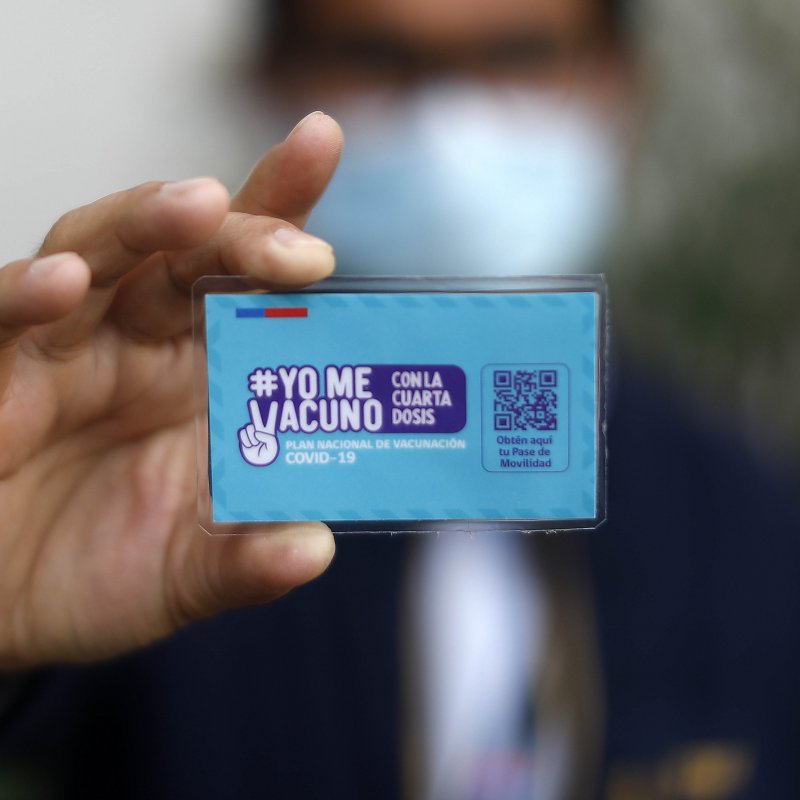 #YO ME
VACUNO
CON LA
CUARTA
DOSIS
PLAN NACIONAL DE VACUNACIÓN
COVID-19
Obtén aquí
tu Pase de
Movilidad